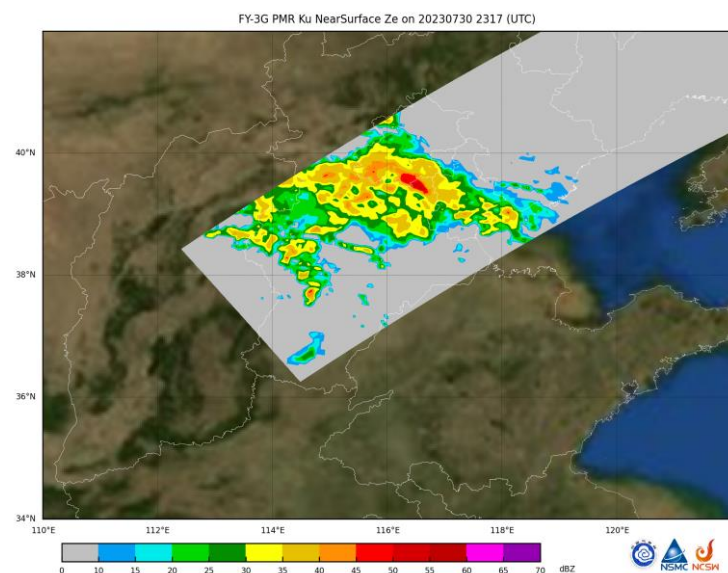 FY-3G PMR Ku NearSurface Ze on 20230730 2317 (UTC)
40°N
38°N
36°N
34°N
110°E 112°E 114°E 116°E 118°E 120°E
0 10 15 20 25 30 35 40 45 50 55 60 65 70 dBZ
NSMC NCSW